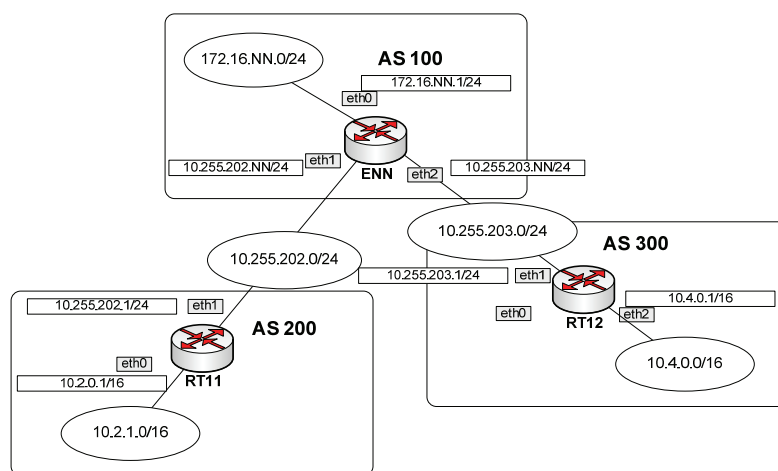 172.16.NN.0/24
AS 100
172.16.NN.1/24
eth0
10.255.202.NN/24
eth1
ENN
eth2
10.255.203.NN/24
10.255.203.0/24
AS 300
10.255.202.0/24
10.255.203.1/24
eth1
10.255.202.1/24
eth1
AS 200
eth0
RT12
eth2
10.4.0.1/16
eth0
10.2.0.1/16
RT11
10.4.0.0/16
10.2.1.0/16